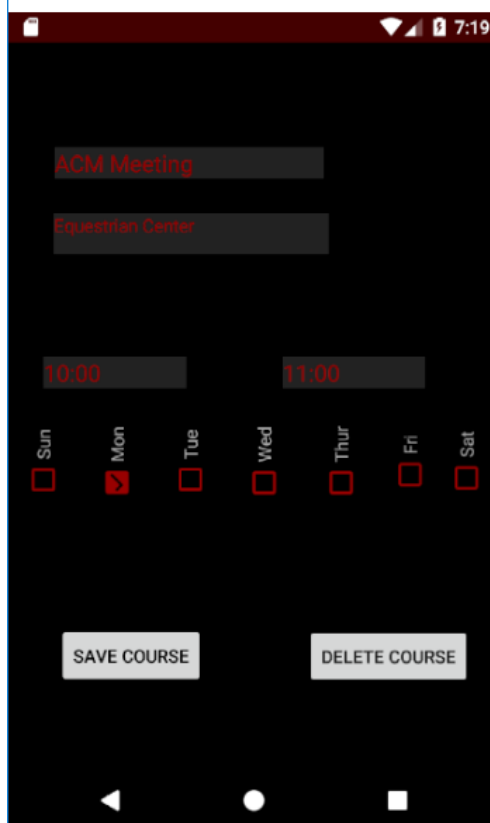 7:19
ACM Meeting
Equestrian Center
10:00 11:00
Sun Mon Tue Wed Thur Fri Sat
SAVE COURSE DELETE COURSE